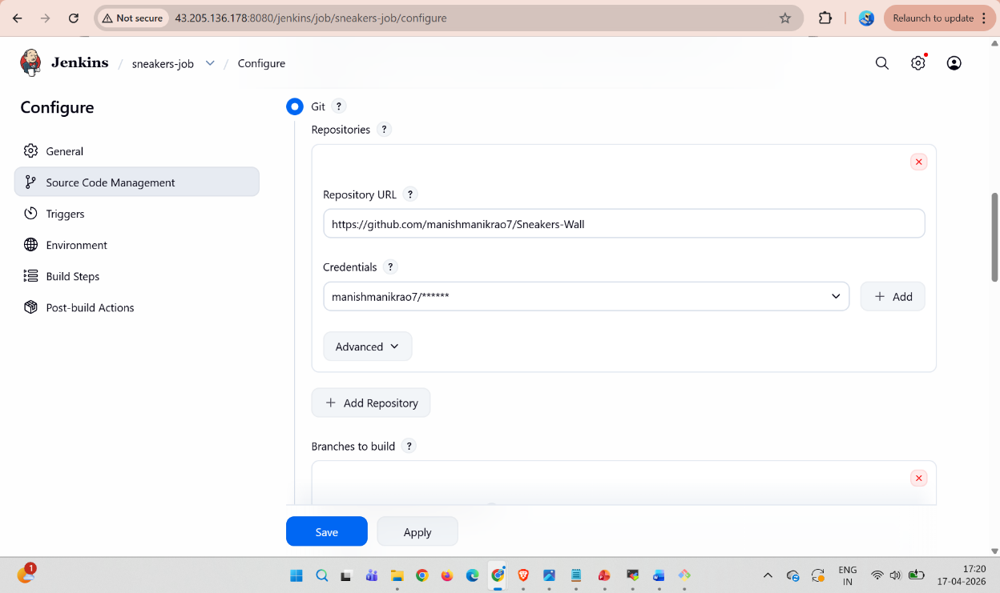 Not secure
43.205.136.178:8080/jenkins/job/sneakers-job/configure
Relaunch to update
Jenkins / sneakers-job / Configure
Configure
General
Source Code Management
Triggers
Environment
Build Steps
Post-build Actions
Git ?
Repositories ?
Repository URL ?
https://github.com/manishmanikrao7/Sneakers-Wall
Credentials ?
manishmanikrao7/******
+ Add
Advanced
+ Add Repository
Branches to build ?
Save
Apply
1
ENG
IN
17:20
17-04-2026